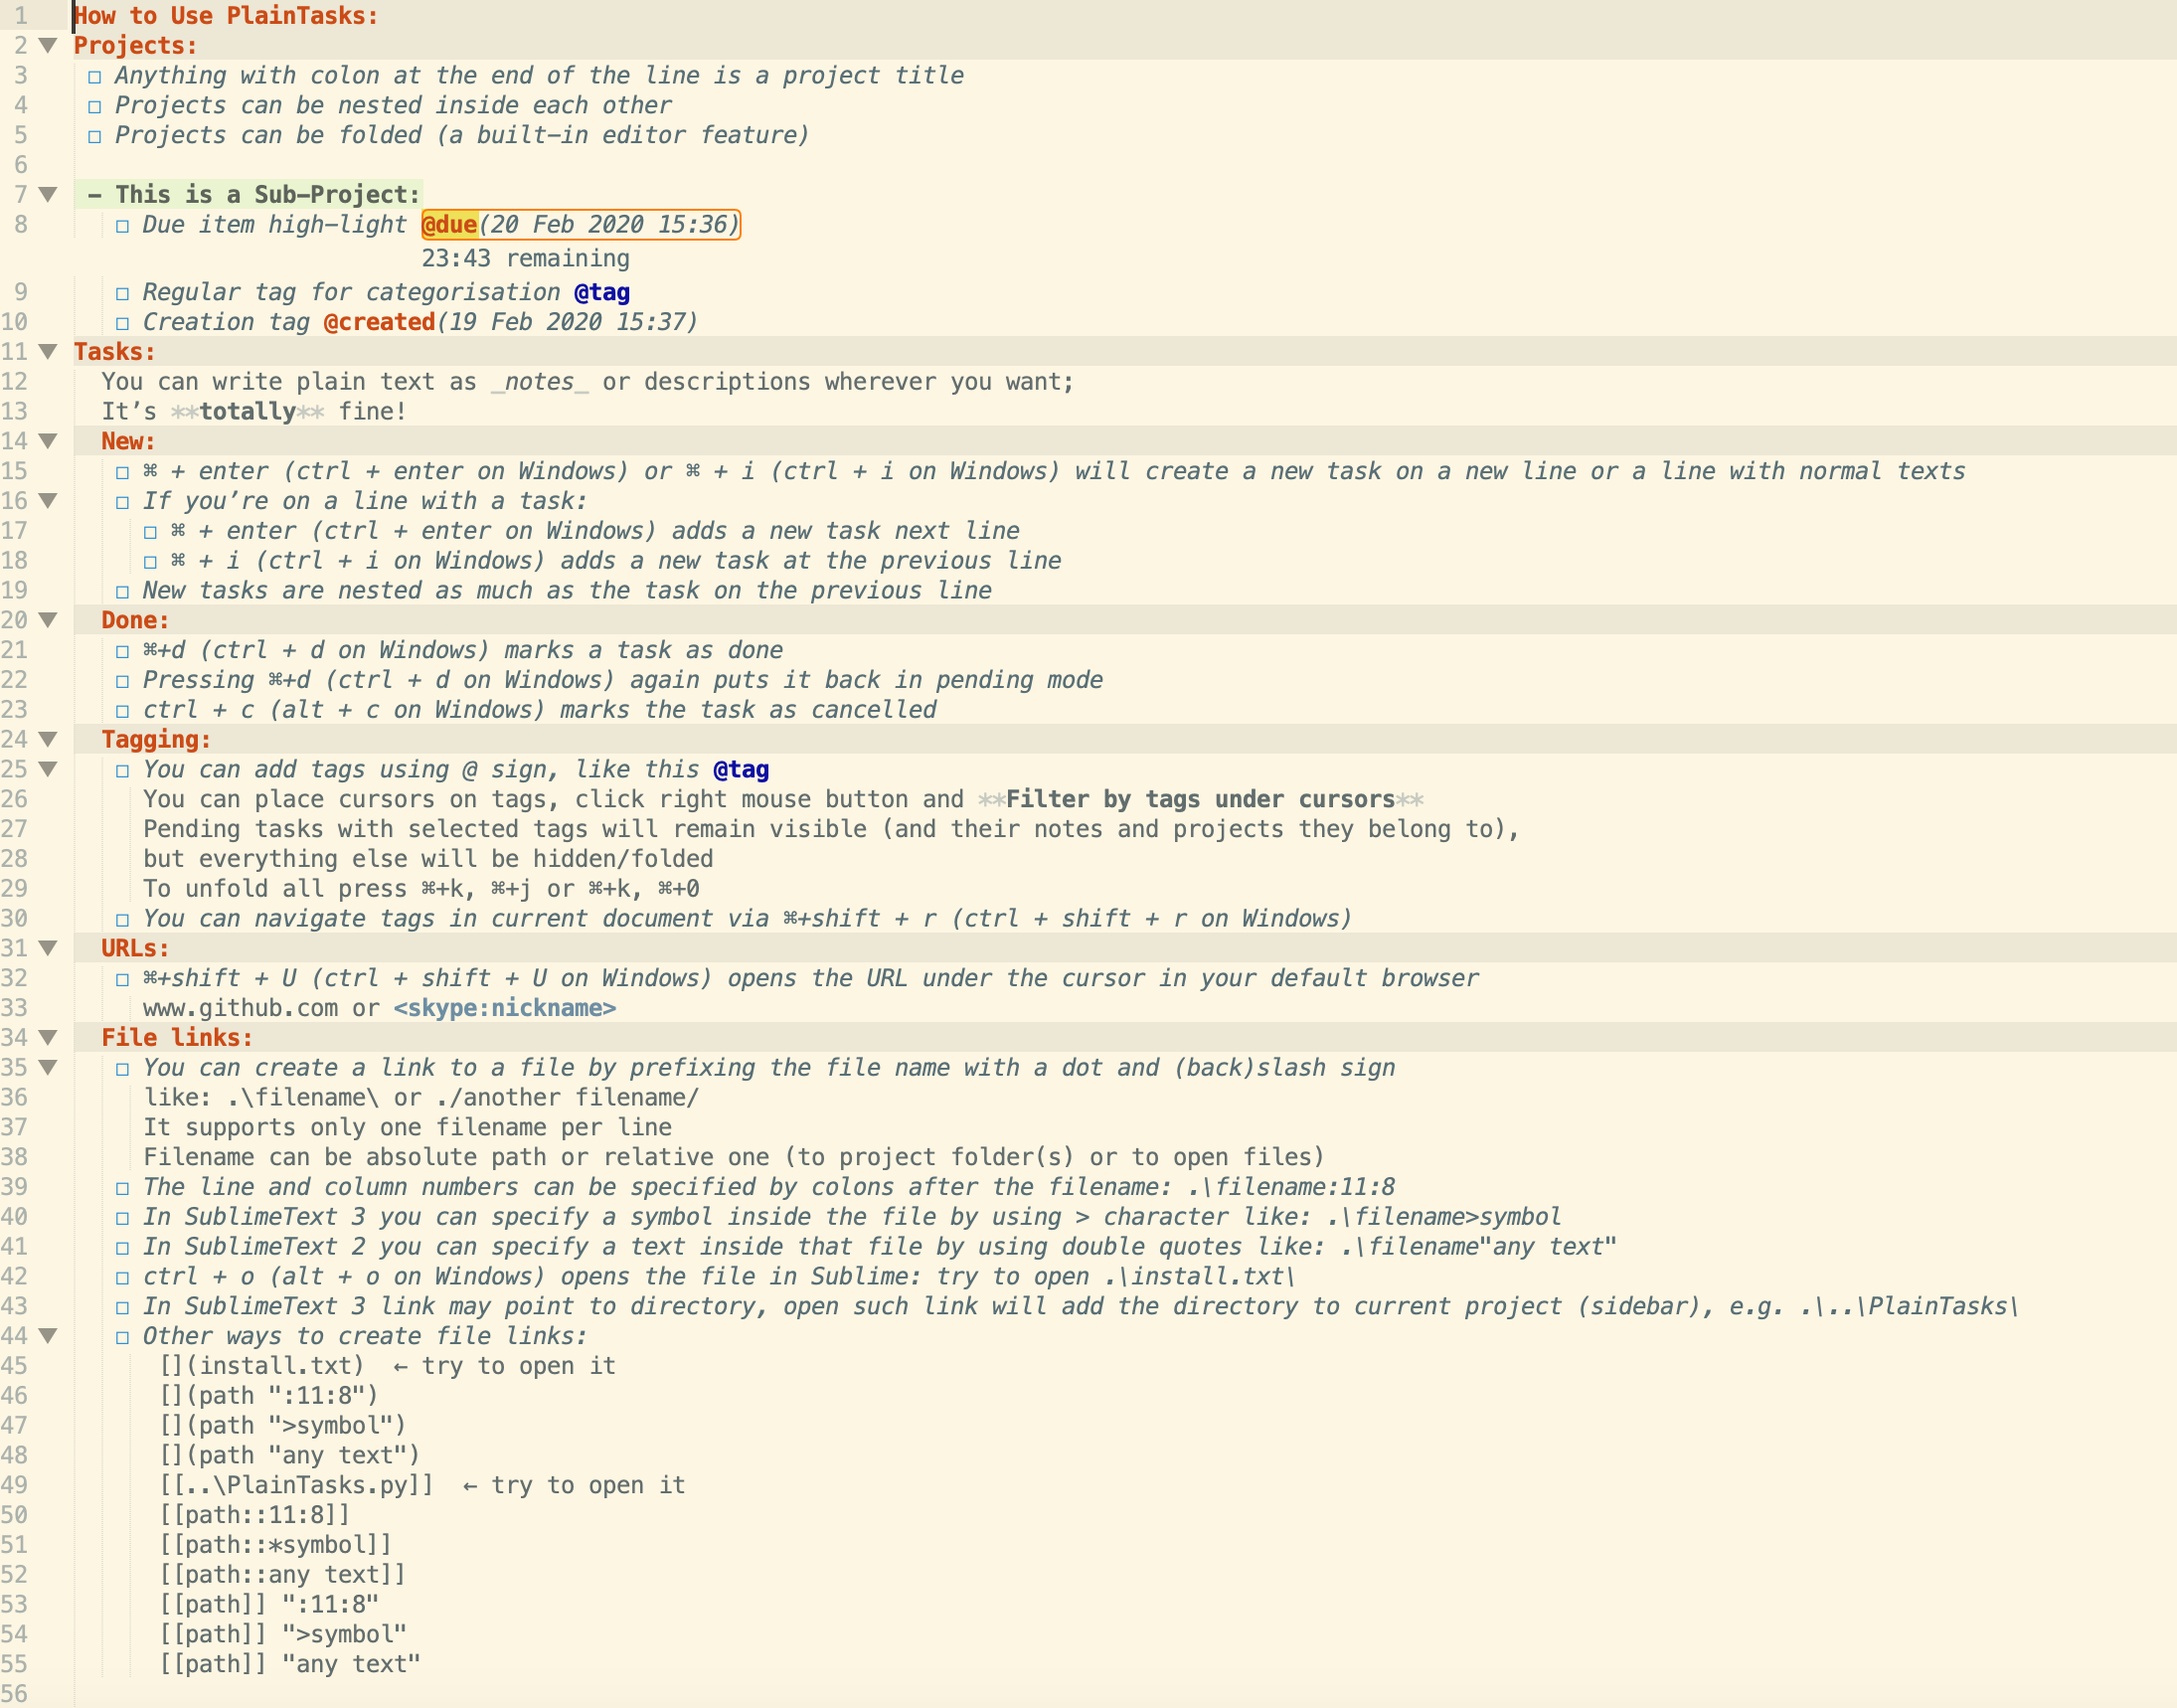 1 How to Use PlainTasks:
2 ▼ Projects:
3 □ Anything with colon at the end of the line is a project title
4 □ Projects can be nested inside each other
5 □ Projects can be folded (a built-in editor feature)
6
7 ▼ - This is a Sub-Project:
8 □ Due item high-light @due(20 Feb 2020 15:36)
23:43 remaining
9 □ Regular tag for categorisation @tag
10 □ Creation tag @created(19 Feb 2020 15:37)
11 ▼ Tasks:
12 You can write plain text as _notes_ or descriptions wherever you want;
13 It’s **totally** fine!
14 ▼ New:
15 □ ⌘ + enter (ctrl + enter on Windows) or ⌘ + i (ctrl + i on Windows) will create a new task on a new line or a line with normal texts
16 ▼ □ If you’re on a line with a task:
17 □ ⌘ + enter (ctrl + enter on Windows) adds a new task next line
18 □ ⌘ + i (ctrl + i on Windows) adds a new task at the previous line
19 □ New tasks are nested as much as the task on the previous line
20 ▼ Done:
21 □ ⌘+d (ctrl + d on Windows) marks a task as done
22 □ Pressing ⌘+d (ctrl + d on Windows) again puts it back in pending mode
23 □ ctrl + c (alt + c on Windows) marks the task as cancelled
24 ▼ Tagging:
25 ▼ □ You can add tags using @ sign, like this @tag
26 You can place cursors on tags, click right mouse button and **Filter by tags under cursors**
27 Pending tasks with selected tags will remain visible (and their notes and projects they belong to),
28 but everything else will be hidden/folded
29 To unfold all press ⌘+k, ⌘+j or ⌘+k, ⌘+0
30 □ You can navigate tags in current document via ⌘+shift + r (ctrl + shift + r on Windows)
31 ▼ URLs:
32 □ ⌘+shift + U (ctrl + shift + U on Windows) opens the URL under the cursor in your default browser
33 www.github.com or <skype:nickname>
34 ▼ File links:
35 ▼ □ You can create a link to a file by prefixing the file name with a dot and (back)slash sign
36 like: .\filename\ or ./another filename/
37 It supports only one filename per line
38 Filename can be absolute path or relative one (to project folder(s) or to open files)
39 □ The line and column numbers can be specified by colons after the filename: .\filename:11:8
40 □ In SublimeText 3 you can specify a symbol inside the file by using > character like: .\filename>symbol
41 □ In SublimeText 2 you can specify a text inside that file by using double quotes like: .\filename"any text"
42 □ ctrl + o (alt + o on Windows) opens the file in Sublime: try to open .\install.txt\
43 □ In SublimeText 3 link may point to directory, open such link will add the directory to current project (sidebar), e.g. .\..\PlainTasks\
44 ▼ □ Other ways to create file links:
45 [](install.txt) ← try to open it
46 [](path ":11:8")
47 [](path ">symbol")
48 [](path "any text")
49 [[..\PlainTasks.py]] ← try to open it
50 [[path::11:8]]
51 [[path::*symbol]]
52 [[path::any text]]
53 [[path]] ":11:8"
54 [[path]] ">symbol"
55 [[path]] "any text"
56